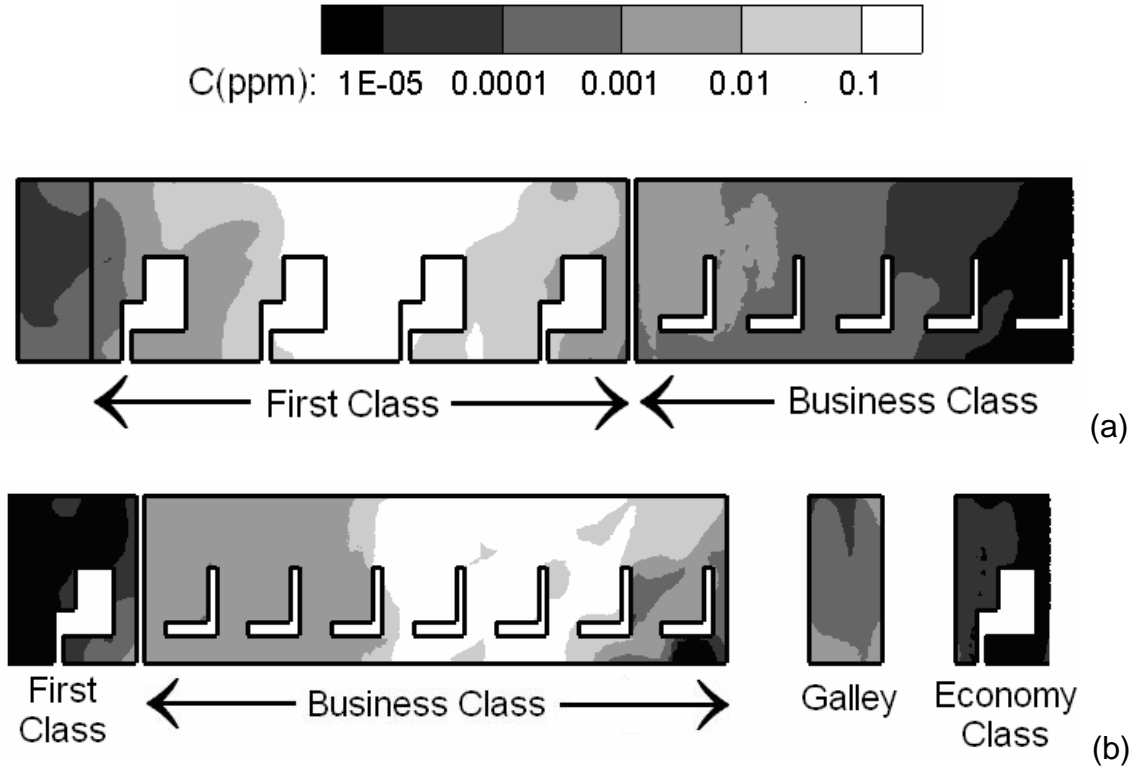 C(ppm): 1E-05 0.0001 0.001 0.01 0.1
First Class Business Class
(a)
First Class Business Class Galley Economy Class
(b)